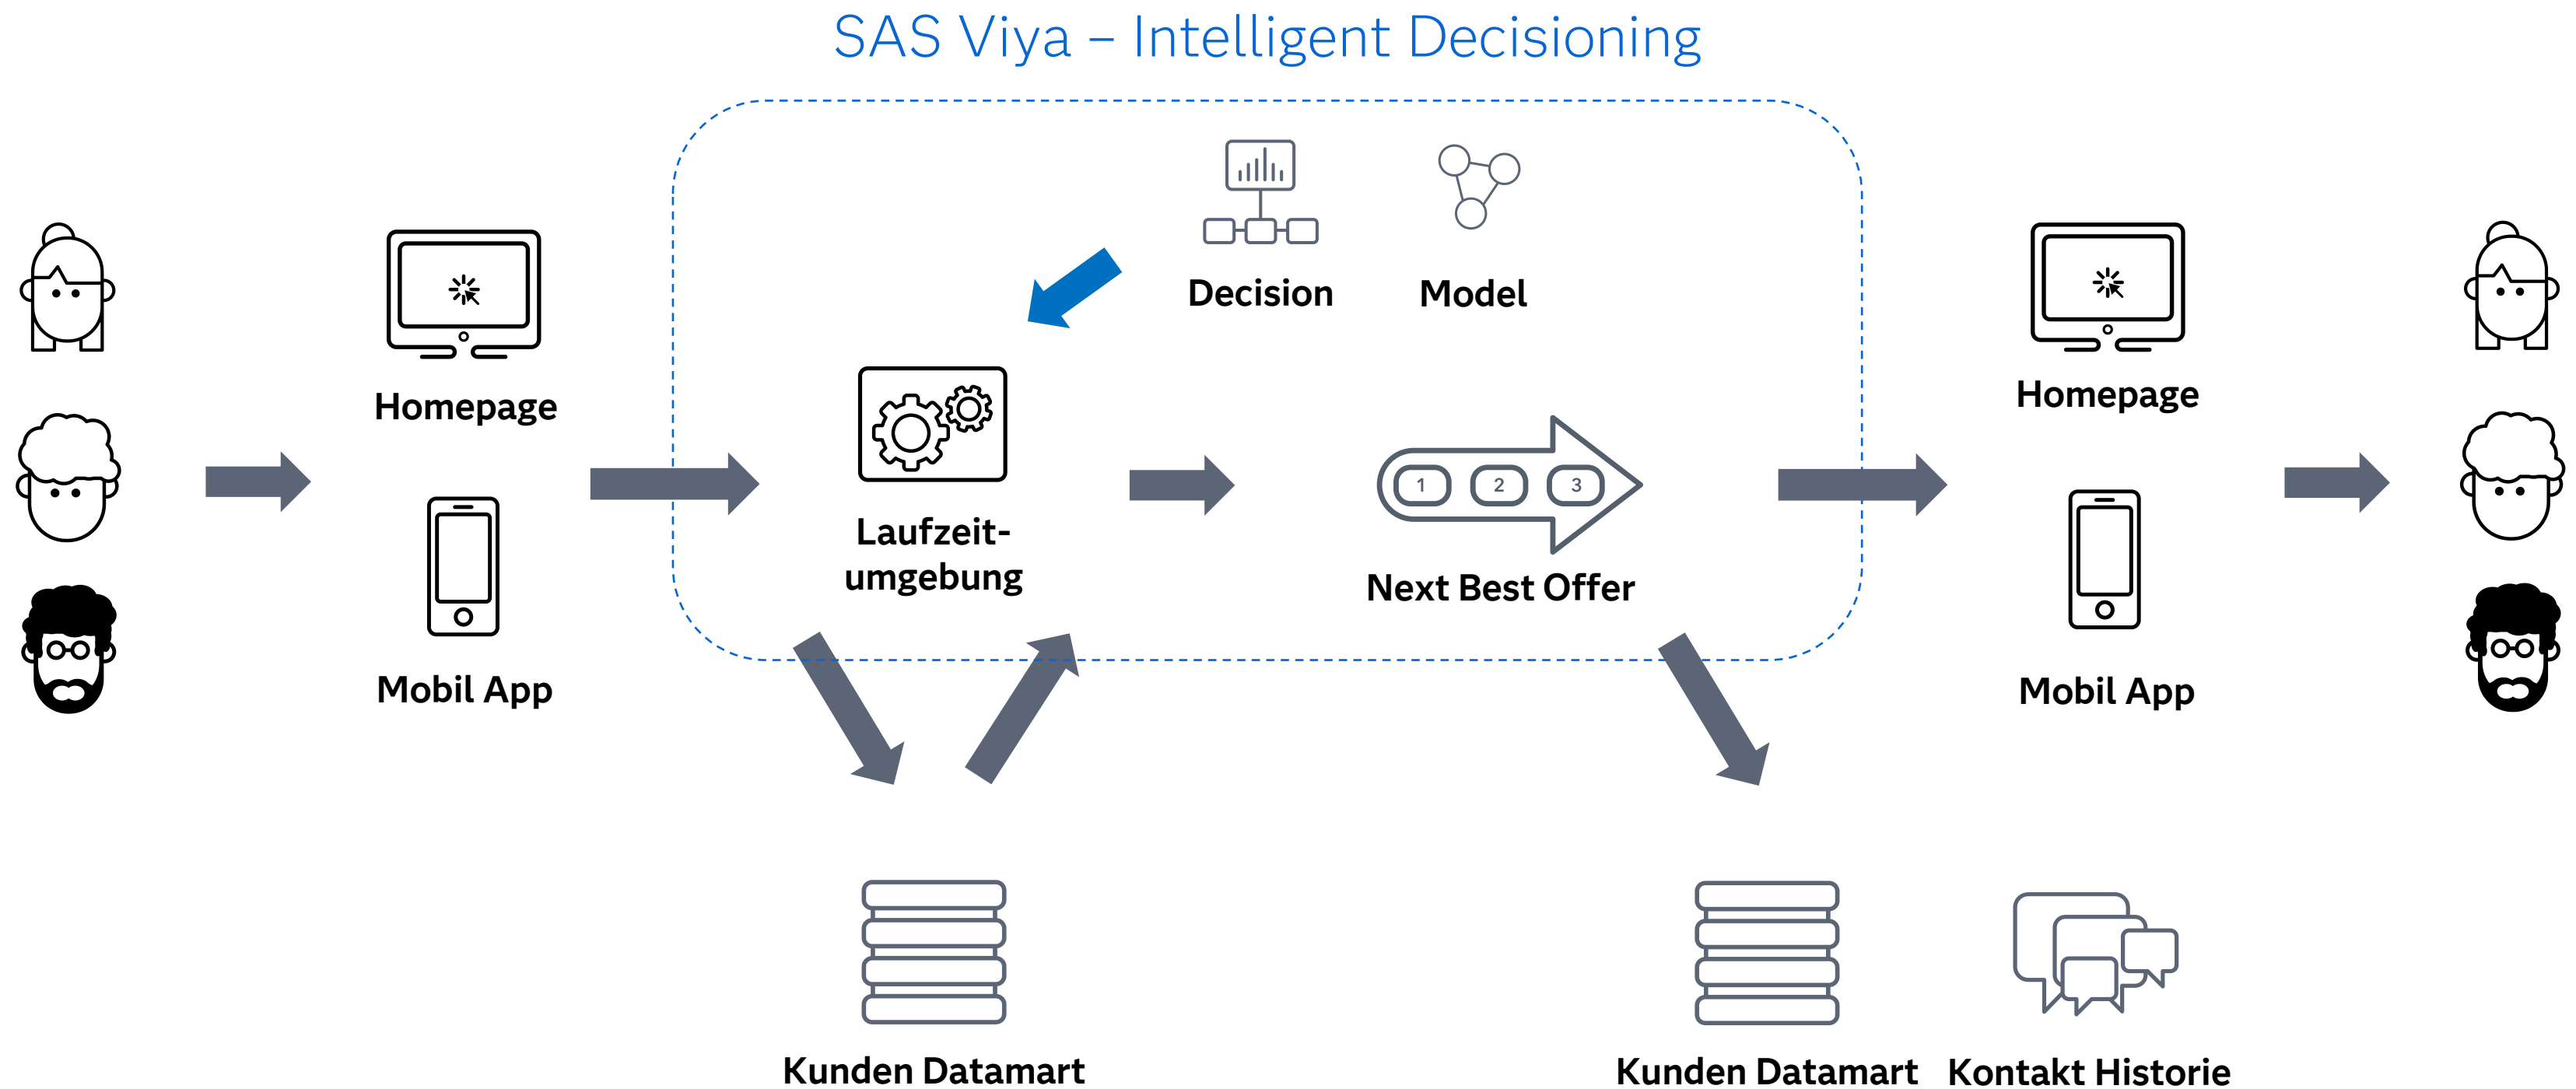 SAS Viya – Intelligent Decisioning
Decision
Model
Homepage
Mobil App
Laufzeit-
umgebung
1 2 3
Next Best Offer
Homepage
Mobil App
Kunden Datamart
Kunden Datamart
Kontakt Historie